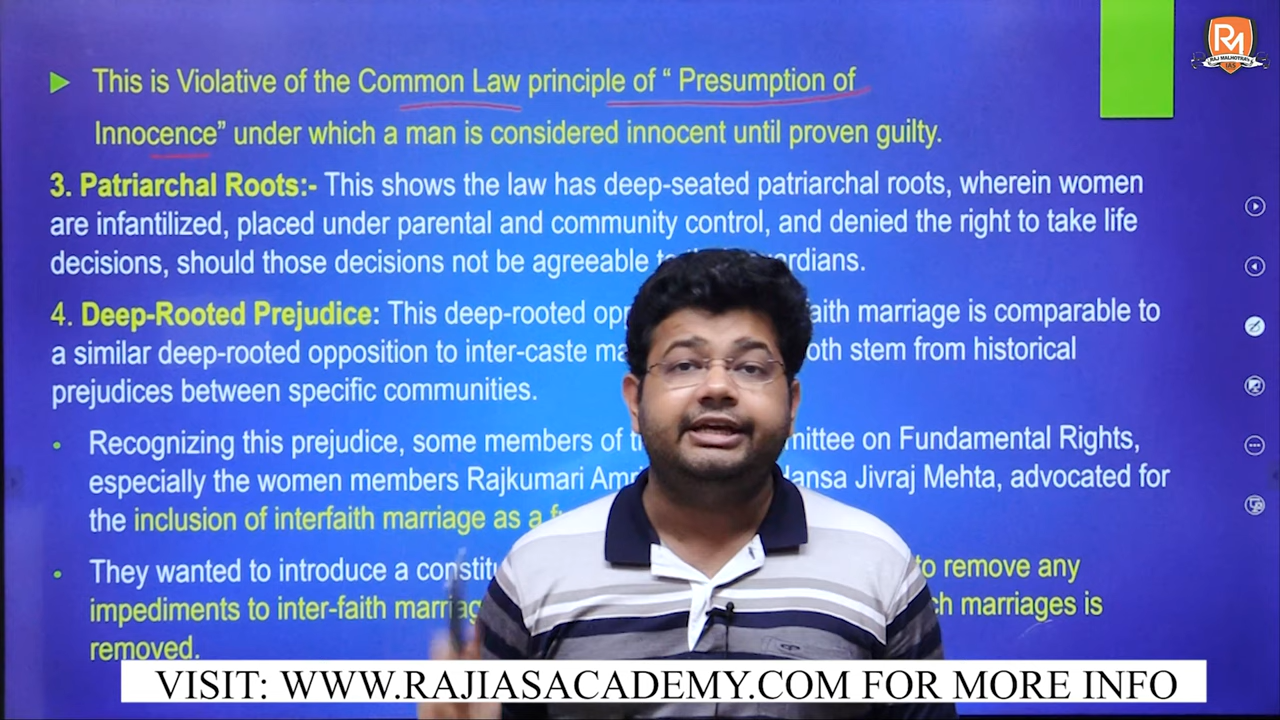 This is Violative of the Common Law principle of “ Presumption of
Innocence” under which a man is considered innocent until proven guilty.
3. Patriarchal Roots:- This shows the law has deep-seated patriarchal roots, wherein women
are infantilized, placed under parental and community control, and denied the right to take life
decisions, should those decisions not be agreeable
4. Deep-Rooted Prejudice: This deep-rooted marriage is comparable to
a similar deep-rooted opposition to inter-caste stem from historical
prejudices between specific communities.
Recognizing this prejudice, some members of on Fundamental Rights,
especially the women members Rajkumari Jivraj Mehta, advocated for
the inclusion of interfaith marriage as a
They wanted to introduce a to remove any
impediments to inter-faith marriages is
removed.
RM
RAJ MALHOTRA'S
IAS
VISIT: WWW.RAJIASACADEMY.COM FOR MORE INFO